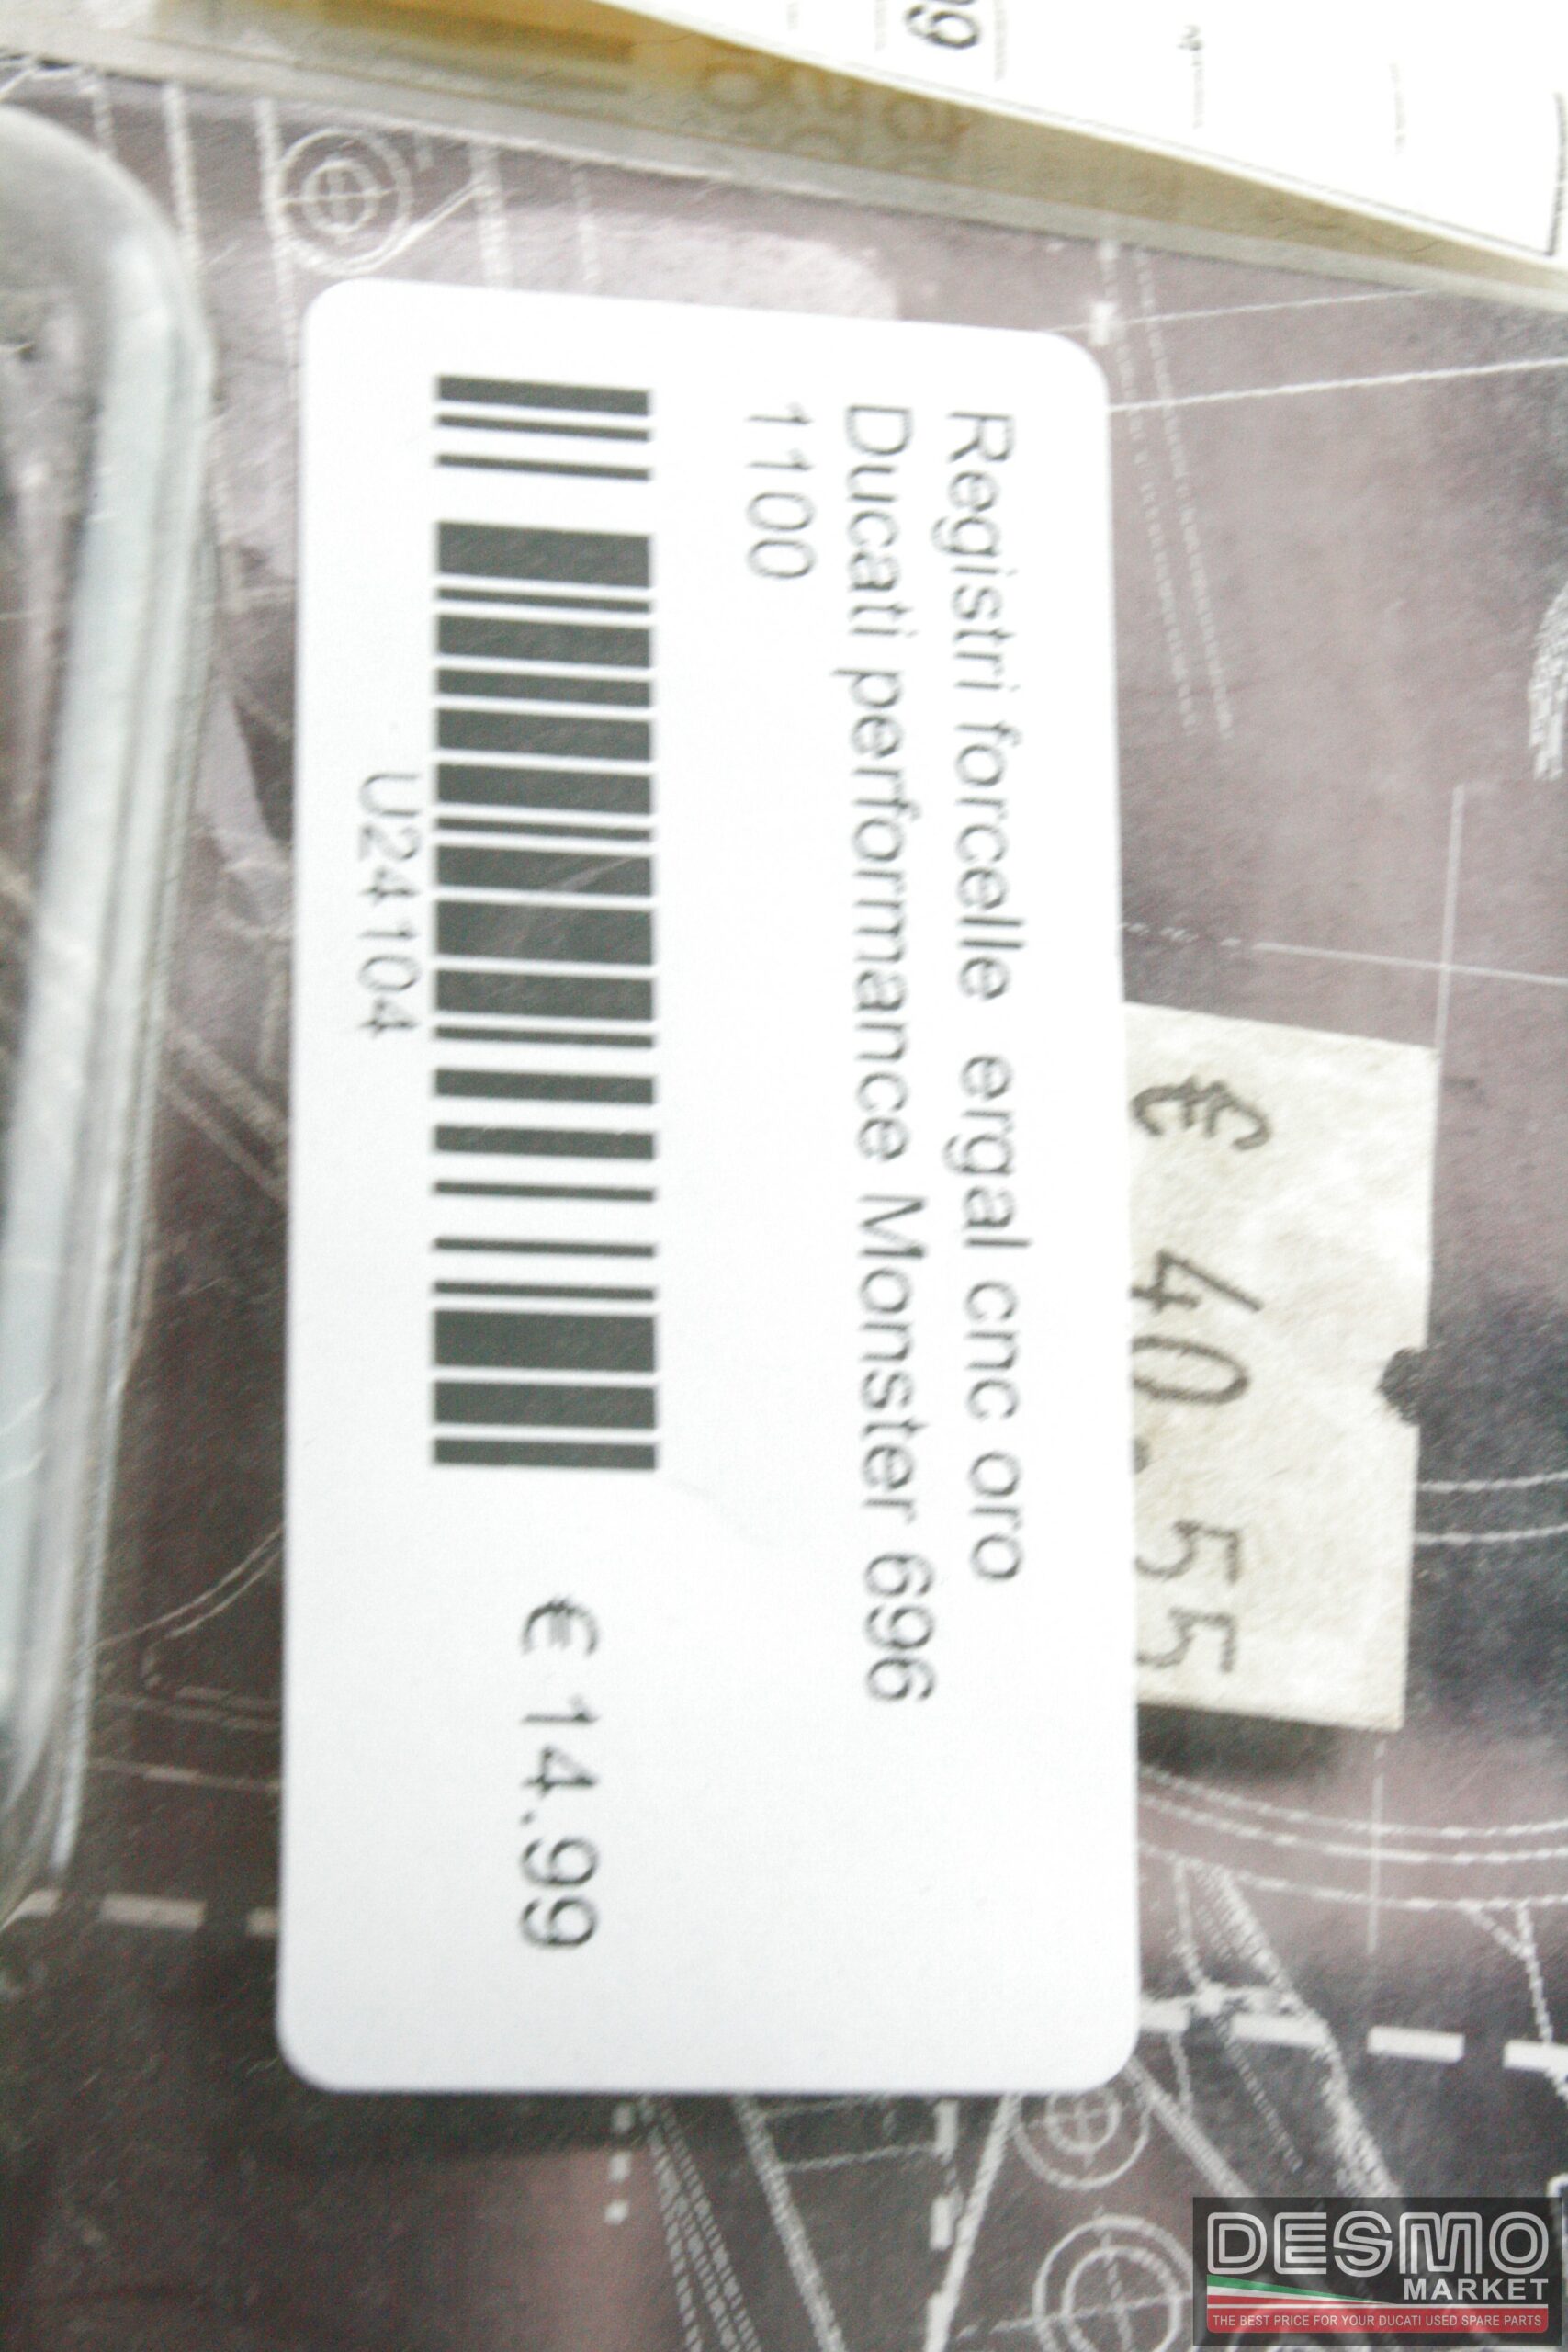 Registri forcelle ergal cnc oro
Ducati performance Monster 696
1100
U24104
€ 14.99
€ 40.55
DESMO
MARKET
THE BEST PRICE FOR YOUR DUCATI USED SPARE PARTS